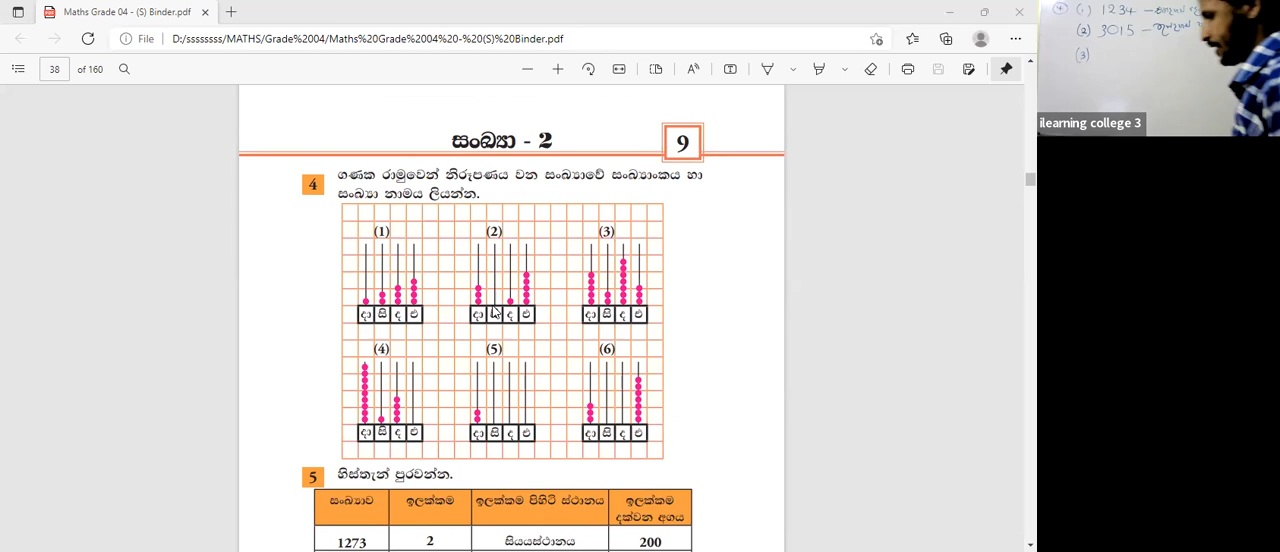 Maths Grade 04 - (S) Binder.pdf
File
D:/sssssssss/MATHS/Grade%2004/Maths%20Grade%2004%20-%20(S)%20Binder.pdf
38 of 160
සංඛ්‍යා - 2
9
4 ගණක රාමුවෙන් නිරූපණය වන සංඛ්‍යාවේ සංඛ්‍යාංකය හා
සංඛ්‍යා නාමය ලියන්න.
(1) (2) (3)
දා සි ද එ දා සි ද එ දා සි ද එ
(4) (5) (6)
දා සි ද එ දා සි ද එ දා සි ද එ
5 හිස්තැන් පුරවන්න.
සංඛ්‍යාව ඉලක්කම ඉලක්කම පිහිටි ස්ථානය ඉලක්කම දක්වන අගය
1273 2 සියයස්ථානය 200
4 (1) 1234 –
(2) 3015 –
(3)
ilearning college 3